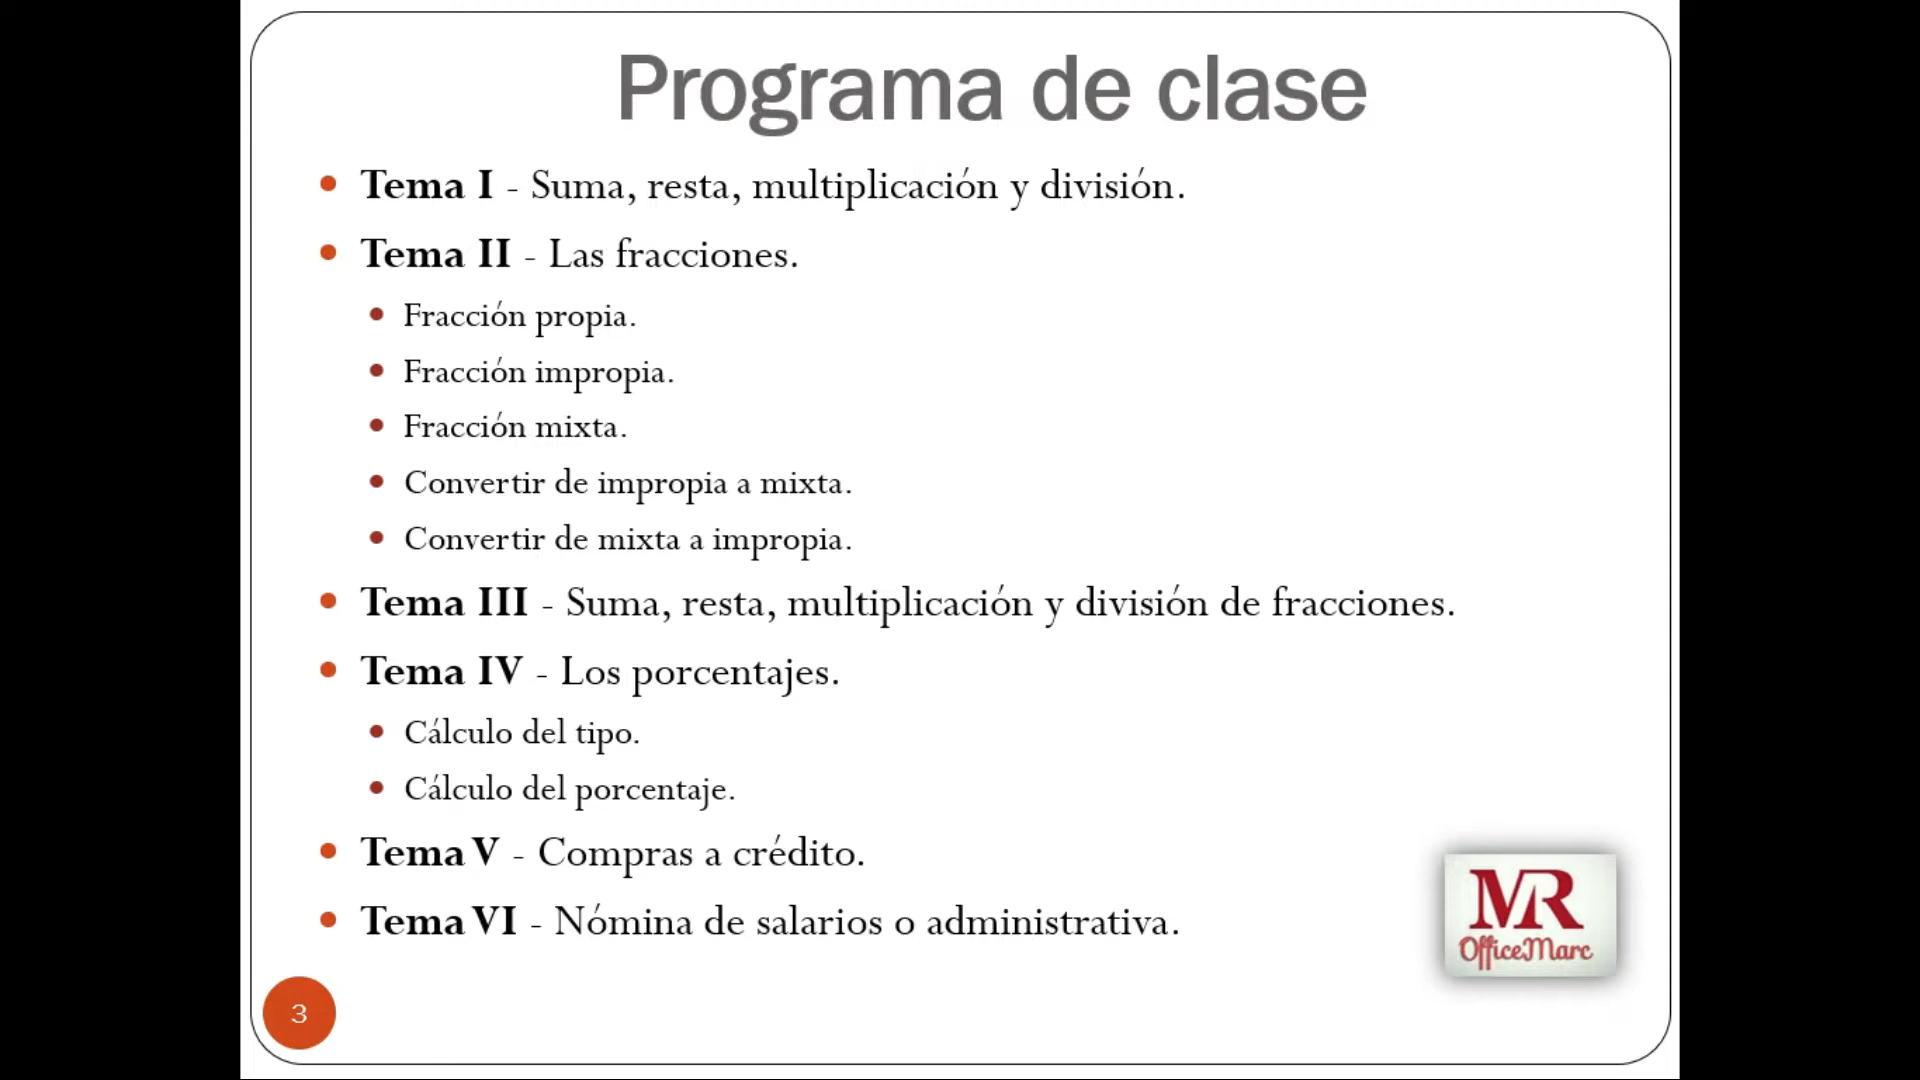 Programa de clase
Tema I - Suma, resta, multiplicación y división.
Tema II - Las fracciones.
Fracción propia.
Fracción impropia.
Fracción mixta.
Convertir de impropia a mixta.
Convertir de mixta a impropia.
Tema III - Suma, resta, multiplicación y división de fracciones.
Tema IV - Los porcentajes.
Cálculo del tipo.
Cálculo del porcentaje.
Tema V - Compras a crédito.
Tema VI - Nómina de salarios o administrativa.
MR
OfficeMarc
3